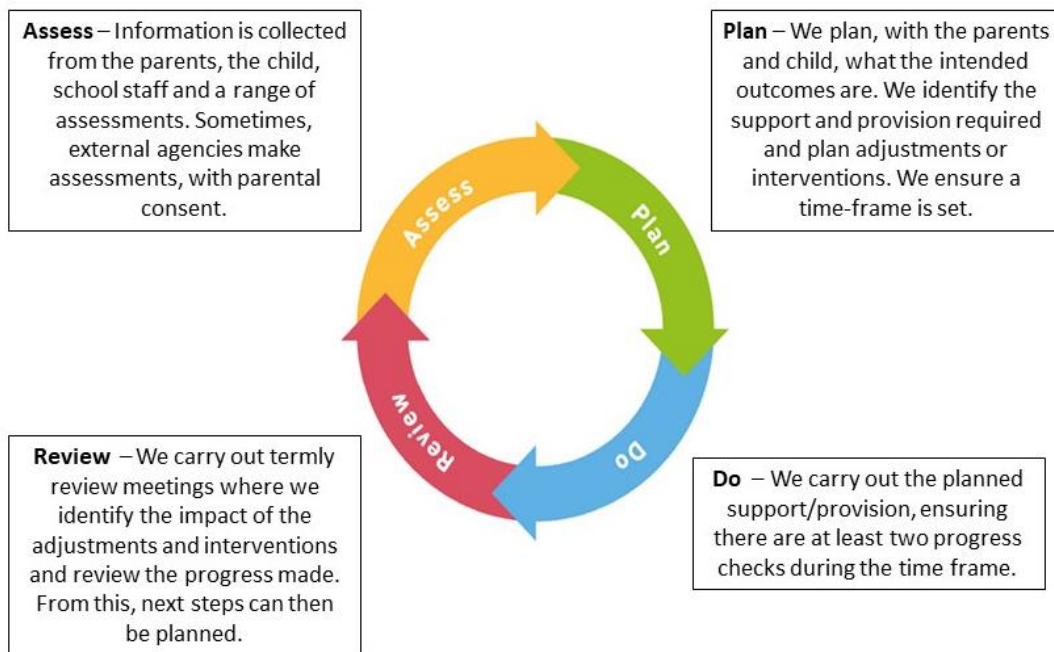 Assess – Information is collected
from the parents, the child,
school staff and a range of
assessments. Sometimes,
external agencies make
assessments, with parental
consent.
Plan – We plan, with the parents
and child, what the intended
outcomes are. We identify the
support and provision required
and plan adjustments or
interventions. We ensure a
time-frame is set.
Assess
Plan
Review
Do
Review – We carry out termly
review meetings where we
identify the impact of the
adjustments and interventions
and review the progress made.
From this, next steps can then
be planned.
Do – We carry out the planned
support/provision, ensuring
there are at least two progress
checks during the time frame.